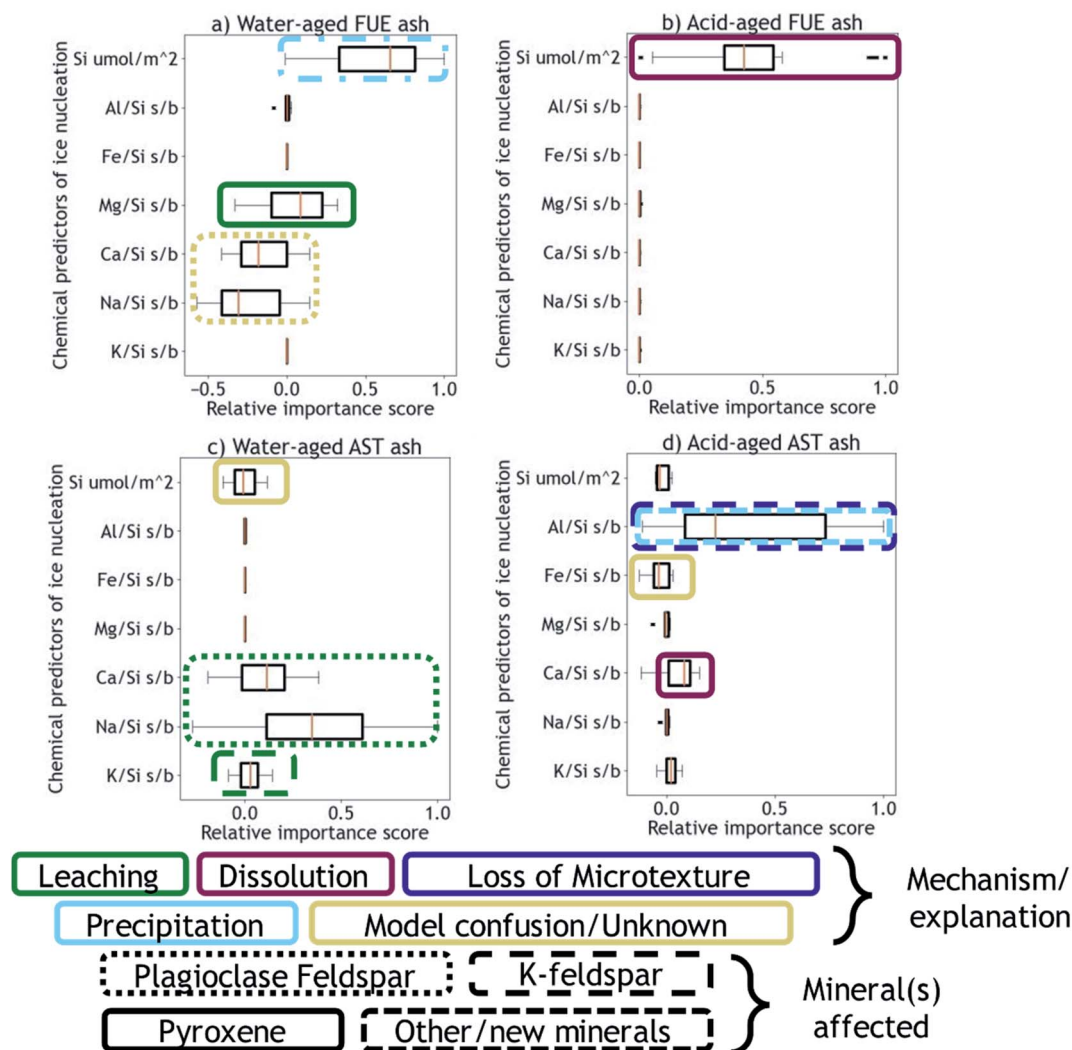 a) Water-aged FUE ash
Chemical predictors of ice nucleation
Si umol/m^2
Al/Si s/b
Fe/Si s/b
Mg/Si s/b
Ca/Si s/b
Na/Si s/b
K/Si s/b
−0.5 0.0 0.5 1.0
Relative importance score
b) Acid-aged FUE ash
Chemical predictors of ice nucleation
Si umol/m^2
Al/Si s/b
Fe/Si s/b
Mg/Si s/b
Ca/Si s/b
Na/Si s/b
K/Si s/b
0.0 0.5 1.0
Relative importance score
c) Water-aged AST ash
Chemical predictors of ice nucleation
Si umol/m^2
Al/Si s/b
Fe/Si s/b
Mg/Si s/b
Ca/Si s/b
Na/Si s/b
K/Si s/b
0.0 0.5 1.0
Relative importance score
d) Acid-aged AST ash
Chemical predictors of ice nucleation
Si umol/m^2
Al/Si s/b
Fe/Si s/b
Mg/Si s/b
Ca/Si s/b
Na/Si s/b
K/Si s/b
0.0 0.5 1.0
Relative importance score
Leaching Dissolution Loss of Microtexture
Precipitation Model confusion/Unknown
Mechanism/
explanation
Plagioclase Feldspar K-feldspar
Pyroxene Other/new minerals
Mineral(s)
affected